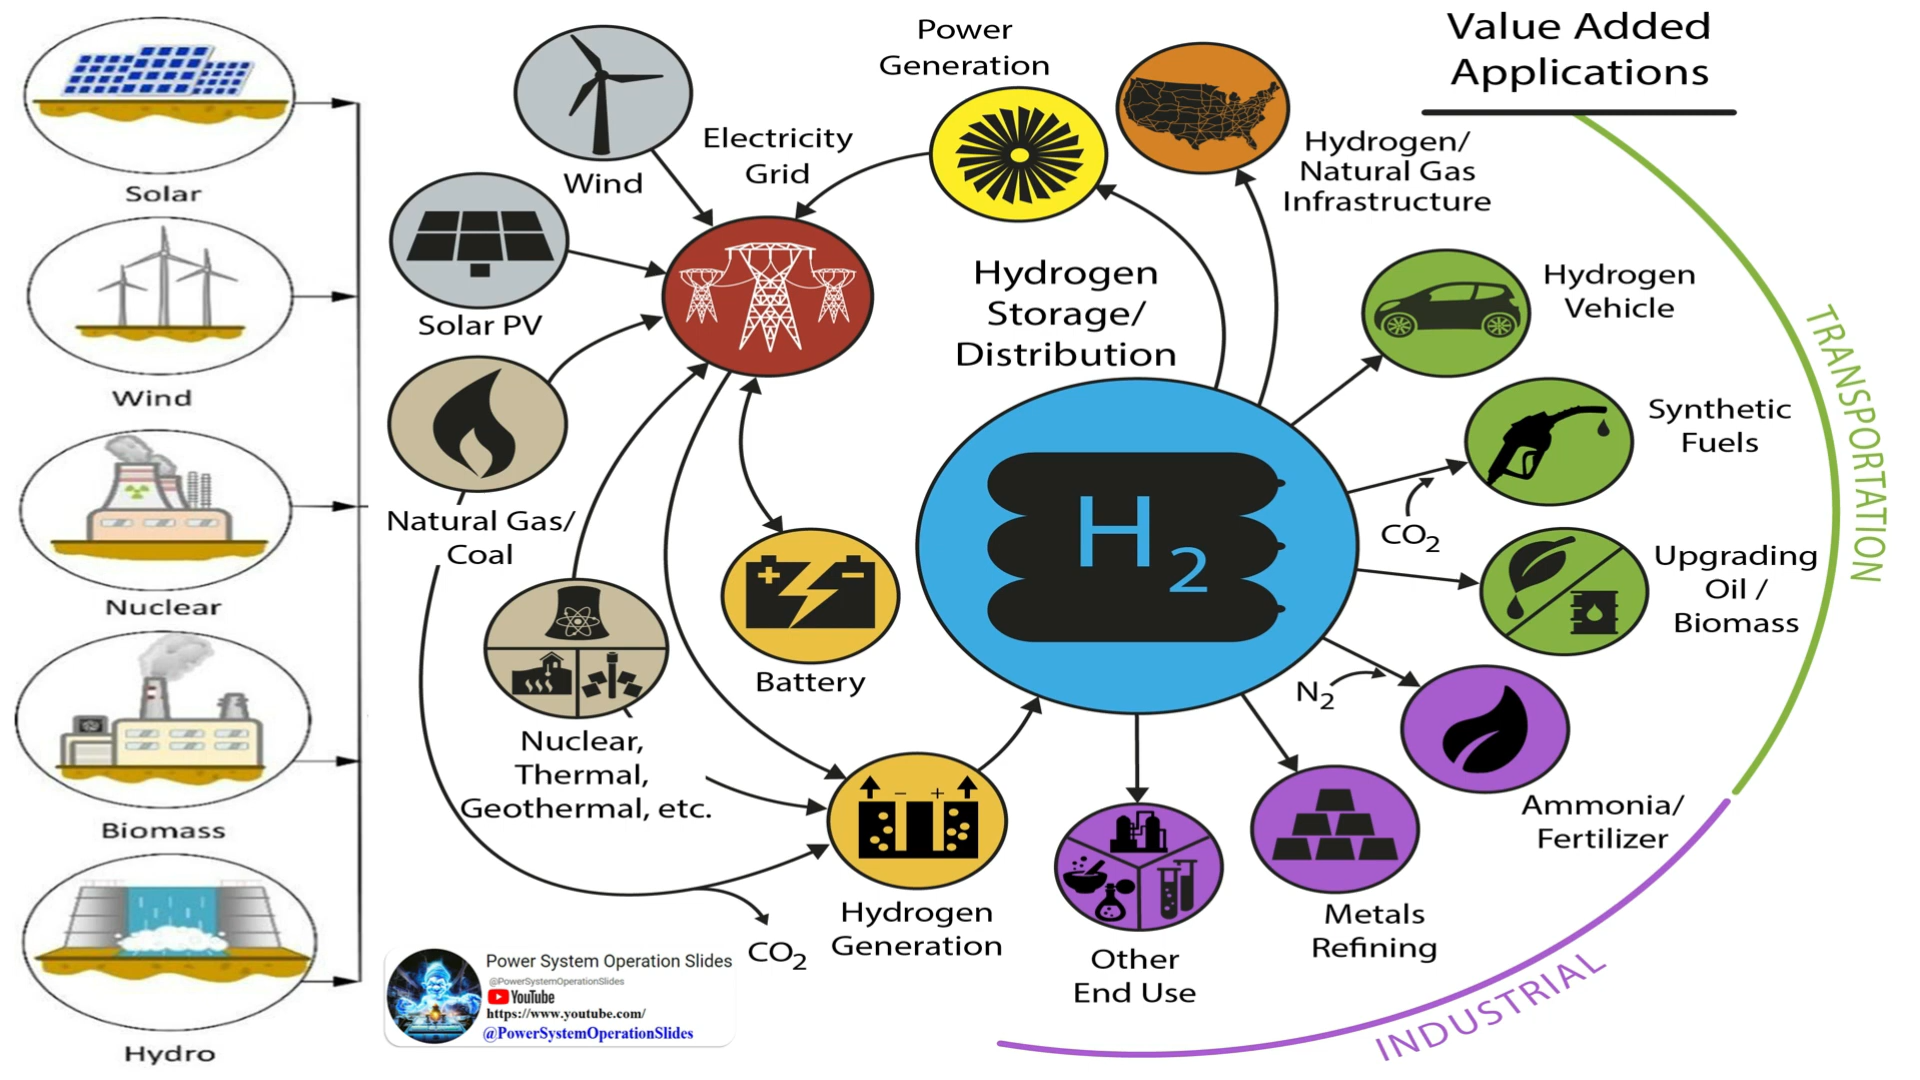 Solar
Wind
Nuclear
Biomass
Hydro
Wind
Solar PV
Natural Gas/
Coal
Nuclear,
Thermal,
Geothermal, etc.
Electricity
Grid
Power
Generation
Battery
+ −
Hydrogen
Generation
− +
CO2
Hydrogen
Storage/
Distribution
H2
Value Added
Applications
Hydrogen/
Natural Gas
Infrastructure
Hydrogen
Vehicle
Synthetic
Fuels
CO2
Upgrading
Oil /
Biomass
N2
Ammonia/
Fertilizer
Metals
Refining
Other
End Use
TRANSPORTATION
INDUSTRIAL
Power System Operation Slides
@PowerSystemOperationSlides
YouTube
https://www.youtube.com/
@PowerSystemOperationSlides